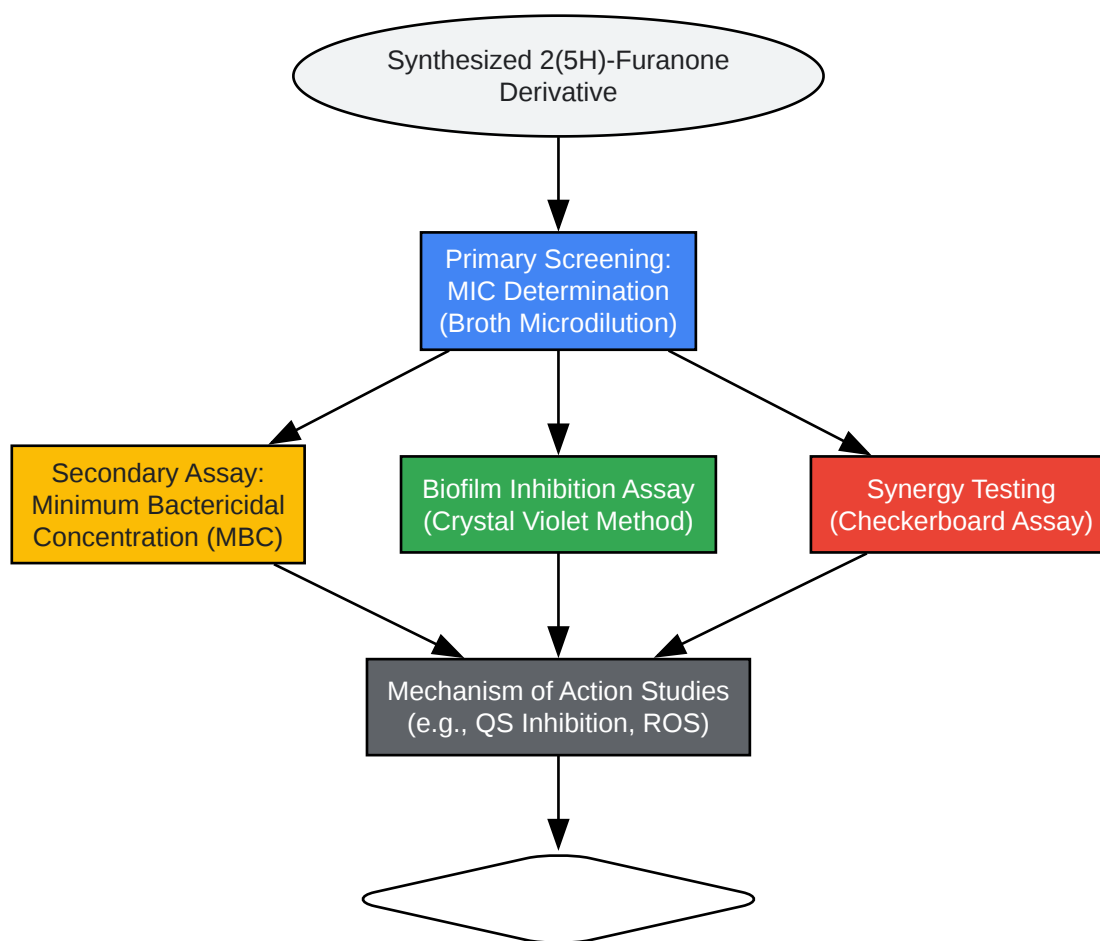 Synthesized 2(5H)-Furanone
Derivative
Primary Screening:
MIC Determination
(Broth Microdilution)
Secondary Assay:
Minimum Bactericidal
Concentration (MBC)
Biofilm Inhibition Assay
(Crystal Violet Method)
Synergy Testing
(Checkerboard Assay)
Mechanism of Action Studies
(e.g., QS Inhibition, ROS)